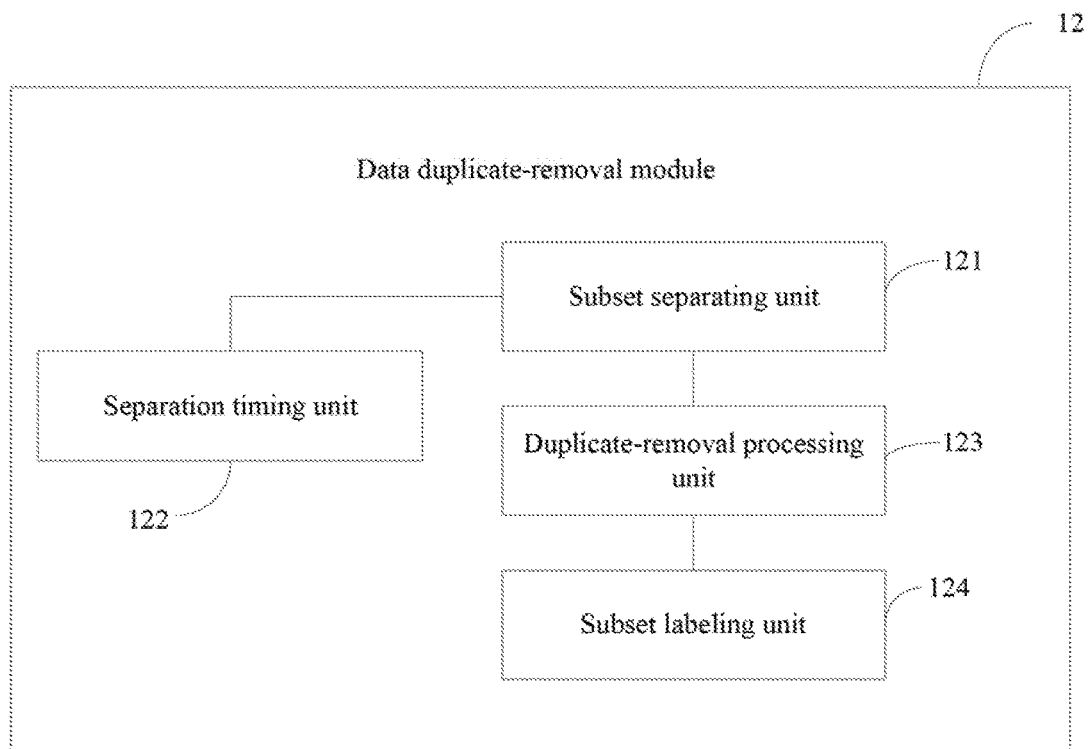 12
Data duplicate-removal module
121
Subset separating unit
Separation timing unit
122
Duplicate-removal processing
unit
123
Subset labeling unit
124